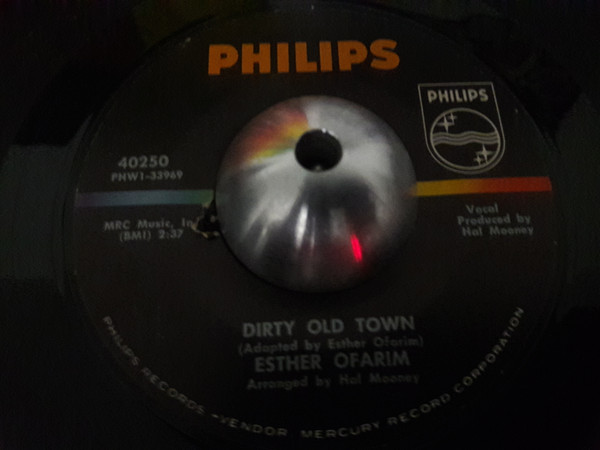 PHILIPS
PHILIPS
40250
PHW1-33969
MRC Music, In
(BMI) 2:37
Vocal
Produced by
Hal Mooney
DIRTY OLD TOWN
(Adapted by Esther Ofarim)
ESTHER OFARIM
Arranged by Hal Mooney
PHILIPS RECORDS • VENDOR MERCURY RECORD CORPORATION